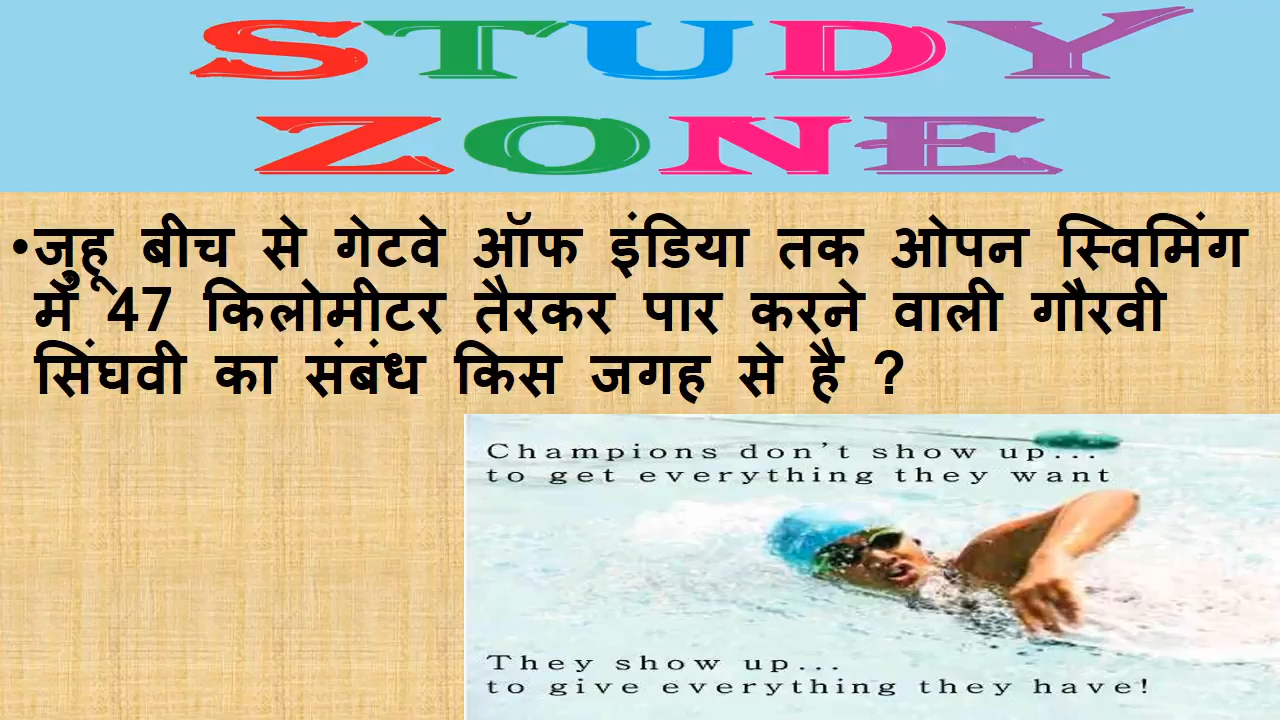 STUDY
ZONE
•जुहू बीच से गेटवे ऑफ इंडिया तक ओपन स्विमिंग
में 47 किलोमीटर तैरकर पार करने वाली गौरवी
सिंघवी का संबंध किस जगह से है ?
Champions don't show up...
to get everything they want
They show up...
to give everything they have!